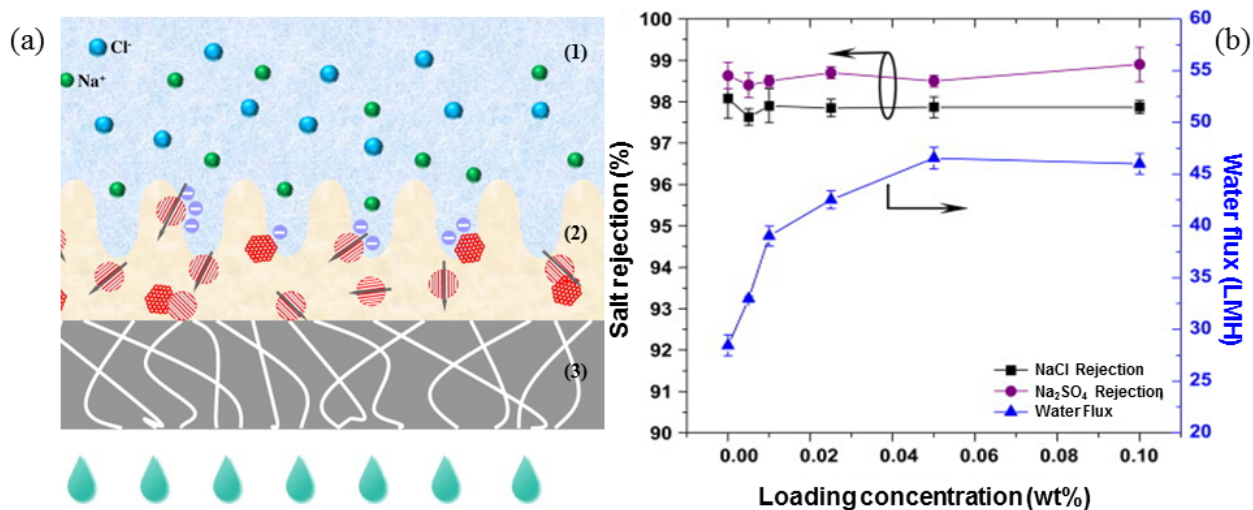 (a)
Cl-
Na+
(1)
(2)
(3)
(b)
100
99
98
97
96
95
94
93
92
91
90
Salt rejection (%)
60
55
50
45
40
35
30
25
20
Water flux (LMH)
NaCl Rejection
Na₂SO₄ Rejection
Water Flux
0.00 0.02 0.04 0.06 0.08 0.10
Loading concentration (wt%)